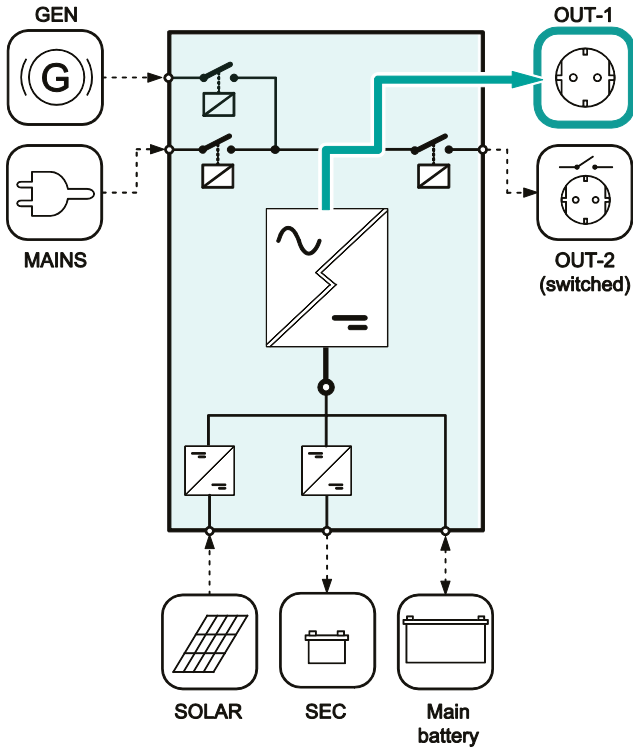 GEN
OUT-1
G
MAINS
OUT-2
(switched)
SOLAR
SEC
Main
battery